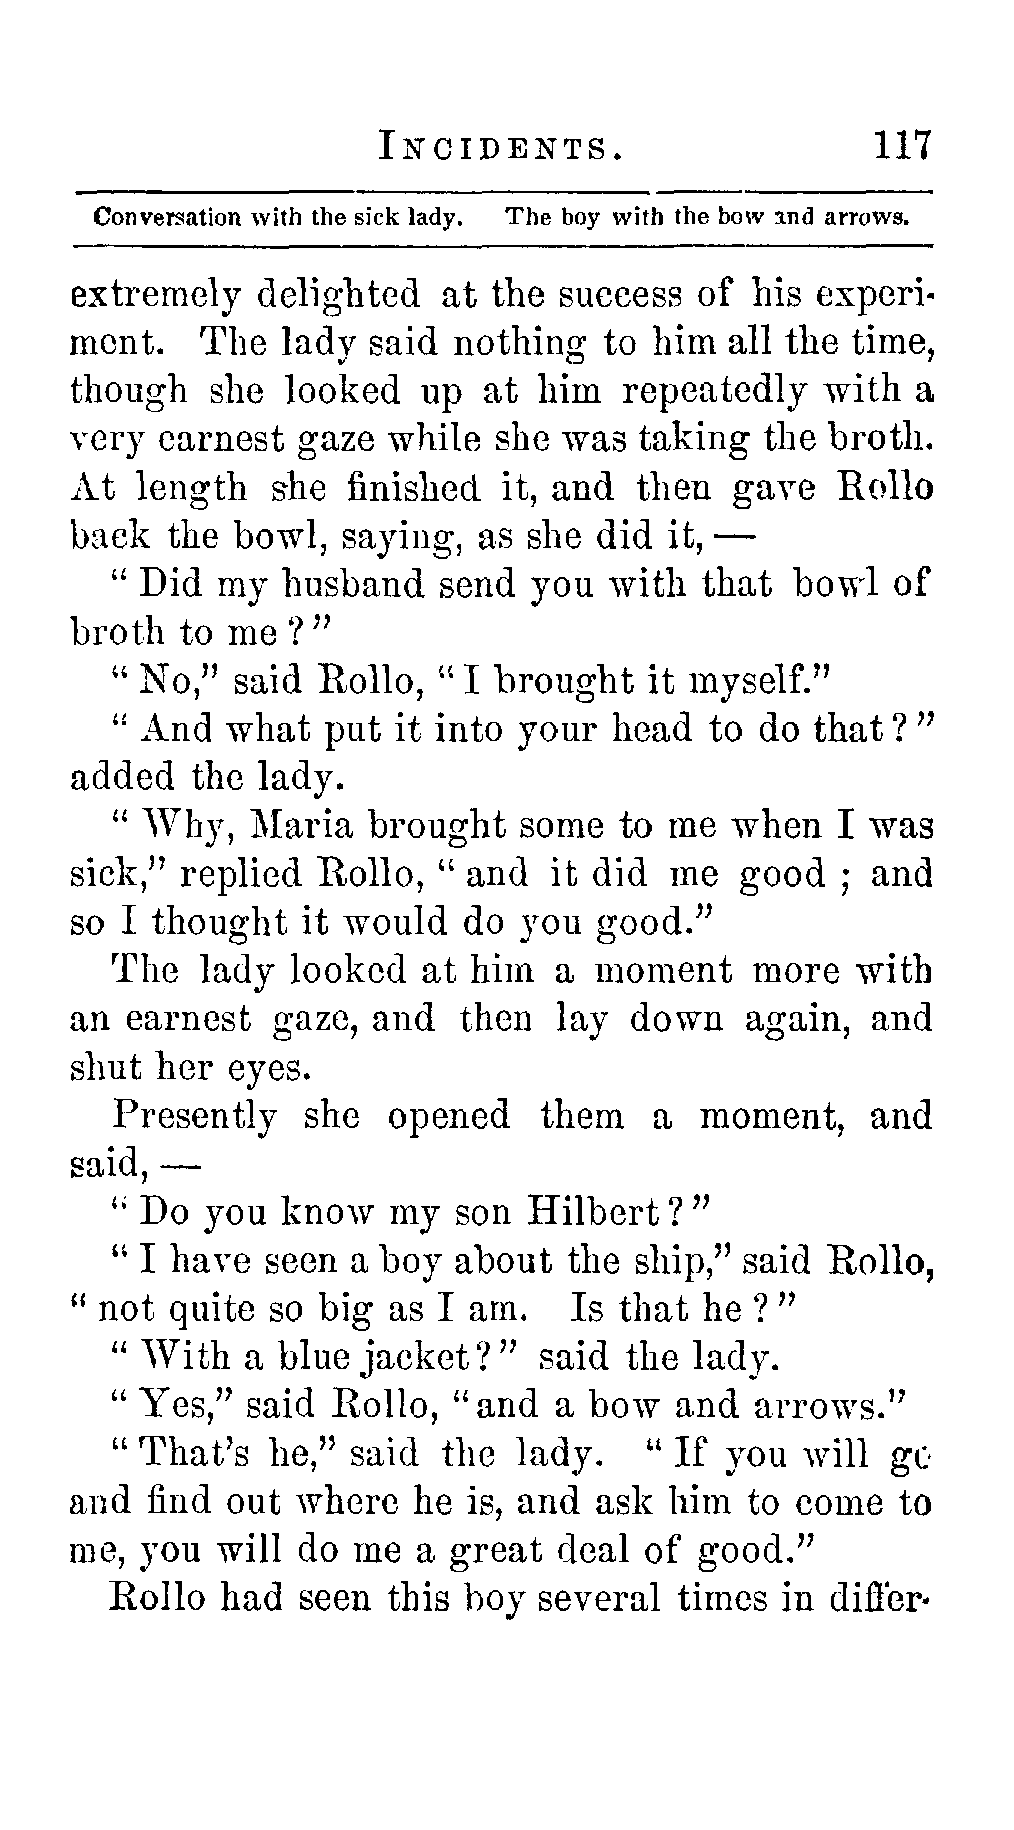 INCIDENTS. 117
Conversation with the sick lady. The boy with the bow and arrows.
extremely delighted at the success of his experi-
ment. The lady said nothing to him all the time,
though she looked up at him repeatedly with a
very earnest gaze while she was taking the broth.
At length she finished it, and then gave Rollo
back the bowl, saying, as she did it, —
“ Did my husband send you with that bowl of
broth to me ? ”
“ No,” said Rollo, “ I brought it myself.”
“ And what put it into your head to do that ? ”
added the lady.
“ Why, Maria brought some to me when I was
sick,” replied Rollo, “ and it did me good ; and
so I thought it would do you good.”
The lady looked at him a moment more with
an earnest gaze, and then lay down again, and
shut her eyes.
Presently she opened them a moment, and
said, —
“ Do you know my son Hilbert ? ”
“ I have seen a boy about the ship,” said Rollo,
“ not quite so big as I am. Is that he ? ”
“ With a blue jacket ? ” said the lady.
“ Yes,” said Rollo, “and a bow and arrows.”
“ That’s he,” said the lady. “ If you will go
and find out where he is, and ask him to come to
me, you will do me a great deal of good.”
Rollo had seen this boy several times in differ-